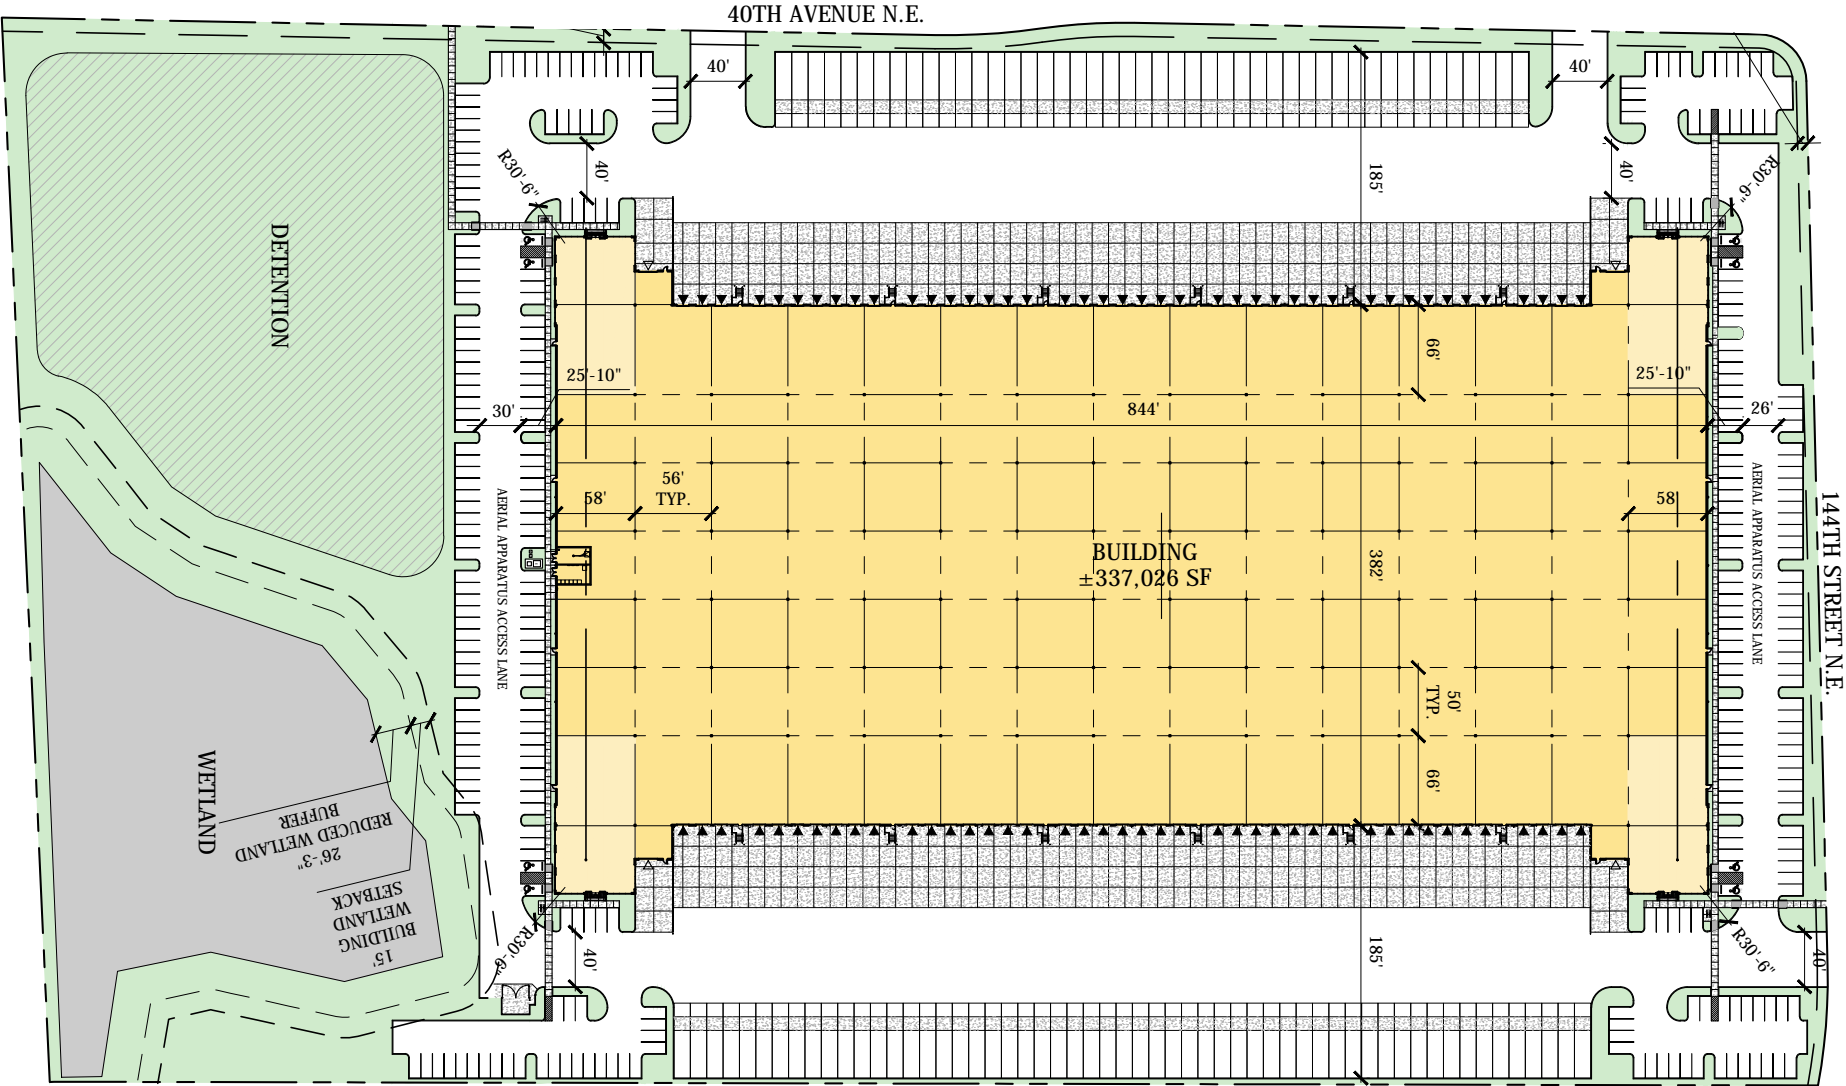 40TH AVENUE N.E.
40'
40'
R30'-6"
40'
185'
40'
R30'-6"
DETENTION
66'
25'-10"
25'-10"
30'
844'
26'
56'
TYP.
58'
58'
AERIAL APPARATUS ACCESS LANE
AERIAL APPARATUS ACCESS LANE
144TH STREET N.E.
BUILDING
±337,026 SF
382'
50'
TYP.
66'
WETLAND
26'-3"
REDUCED WETLAND
BUFFER
15'
BUILDING
WETLAND
SETBACK
R30'-6"
40'
185'
R30'-6"
40'